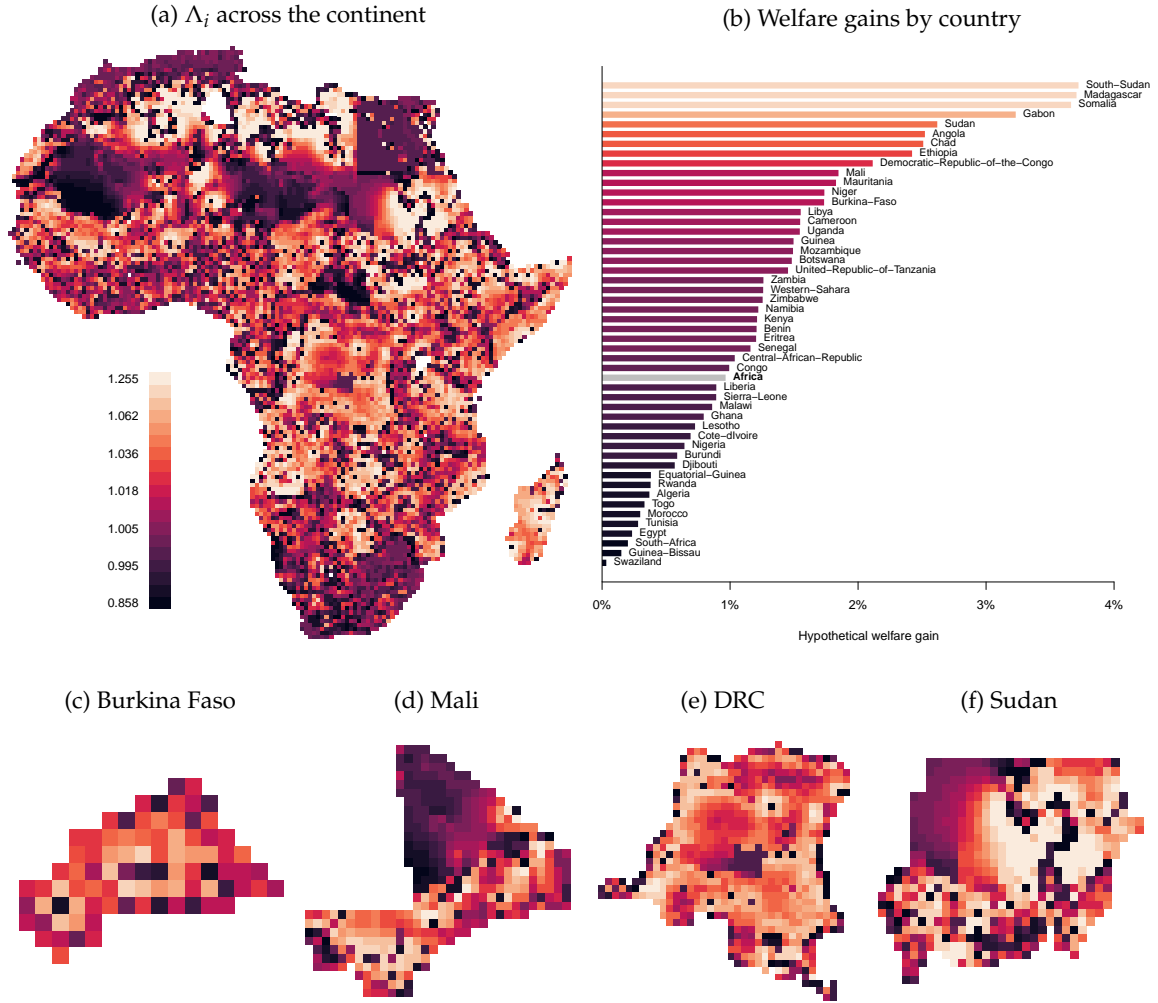 (a) Λi across the continent
1.255
1.062
1.036
1.018
1.005
0.995
0.858
(b) Welfare gains by country
South−Sudan
Madagascar
Somalia
Gabon
Sudan
Angola
Chad
Ethiopia
Democratic−Republic−of−the−Congo
Mali
Mauritania
Niger
Burkina−Faso
Libya
Cameroon
Uganda
Guinea
Mozambique
Botswana
United−Republic−of−Tanzania
Zambia
Western−Sahara
Zimbabwe
Namibia
Kenya
Benin
Eritrea
Senegal
Central−African−Republic
Congo
Africa
Liberia
Sierra−Leone
Malawi
Ghana
Lesotho
Cote−dIvoire
Nigeria
Burundi
Djibouti
Equatorial−Guinea
Rwanda
Algeria
Togo
Morocco
Tunisia
Egypt
South−Africa
Guinea−Bissau
Swaziland
0% 1% 2% 3% 4%
Hypothetical welfare gain
(c) Burkina Faso
(d) Mali
(e) DRC
(f) Sudan